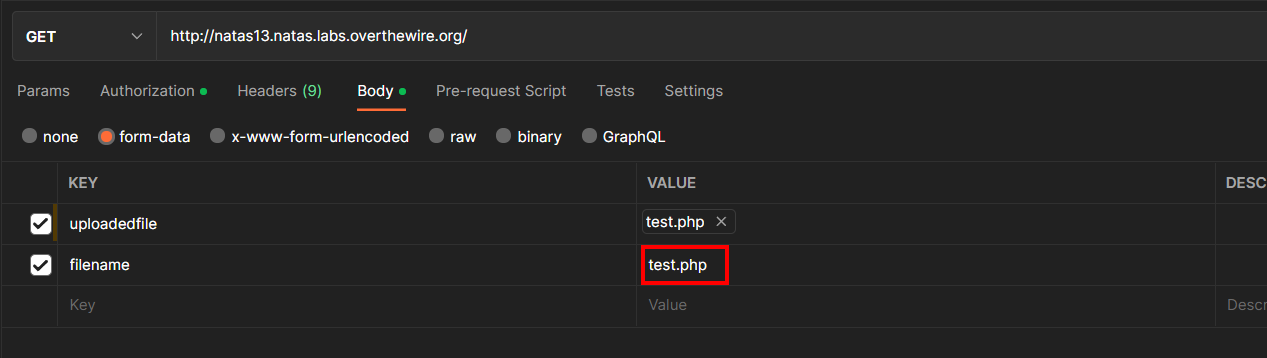 GET http://natas13.natas.labs.overthewire.org/
Params Authorization Headers (9) Body Pre-request Script Tests Settings
none form-data x-www-form-urlencoded raw binary GraphQL
KEY VALUE DESC
uploadedfile test.php
filename test.php
Key Value Descr